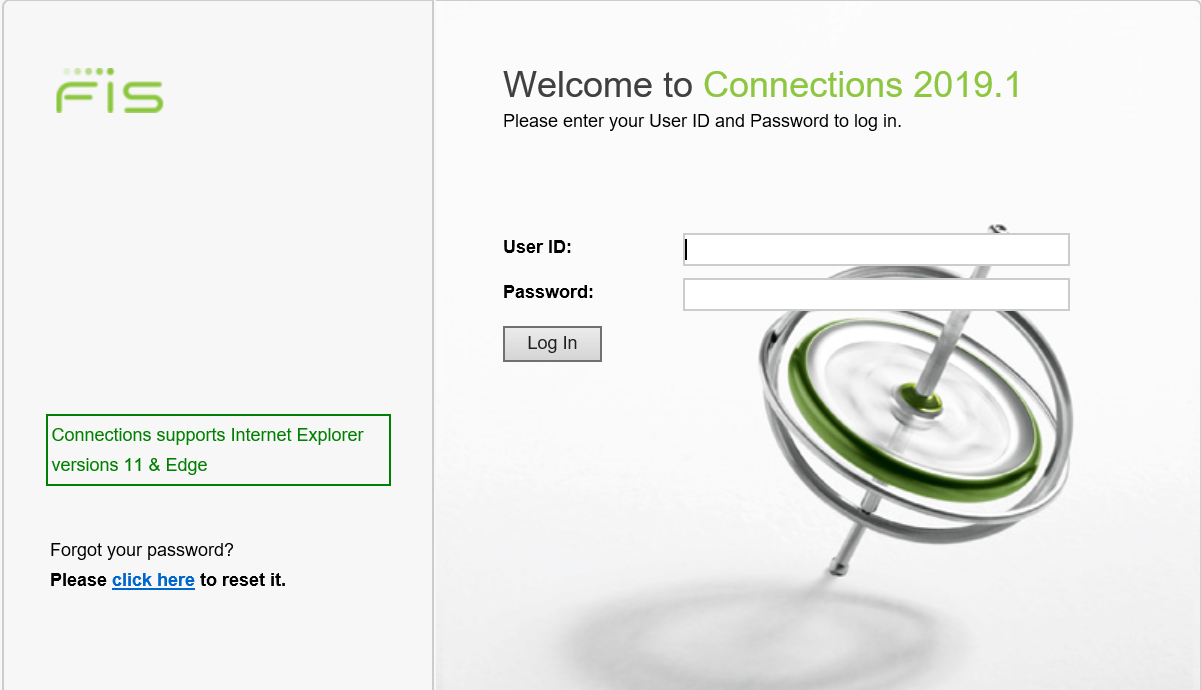 FIS
Welcome to Connections 2019.1
Please enter your User ID and Password to log in.
User ID:
Password:
Log In
Connections supports Internet Explorer
versions 11 & Edge
Forgot your password?
Please click here to reset it.